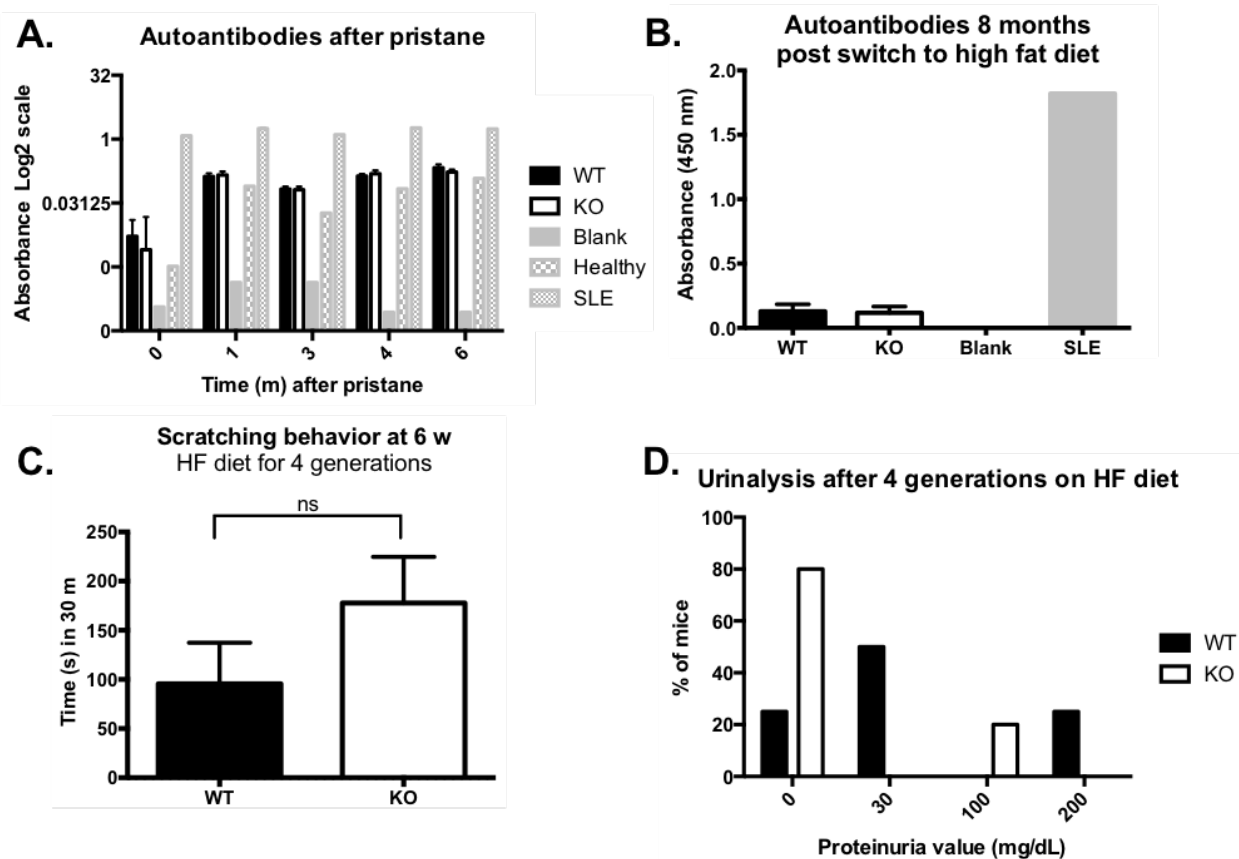 A.
Autoantibodies after pristane
Absorbance Log2 scale
32
1
0.03125
0
0
0
1
3
4
6
Time (m) after pristane
WT
KO
Blank
Healthy
SLE
B.
Autoantibodies 8 months
post switch to high fat diet
Absorbance (450 nm)
2.0
1.5
1.0
0.5
0.0
WT
KO
Blank
SLE
C.
Scratching behavior at 6 w
HF diet for 4 generations
ns
Time (s) in 30 m
250
200
150
100
50
0
WT
KO
D.
Urinalysis after 4 generations on HF diet
% of mice
100
80
60
40
20
0
0
30
100
200
Proteinuria value (mg/dL)
WT
KO